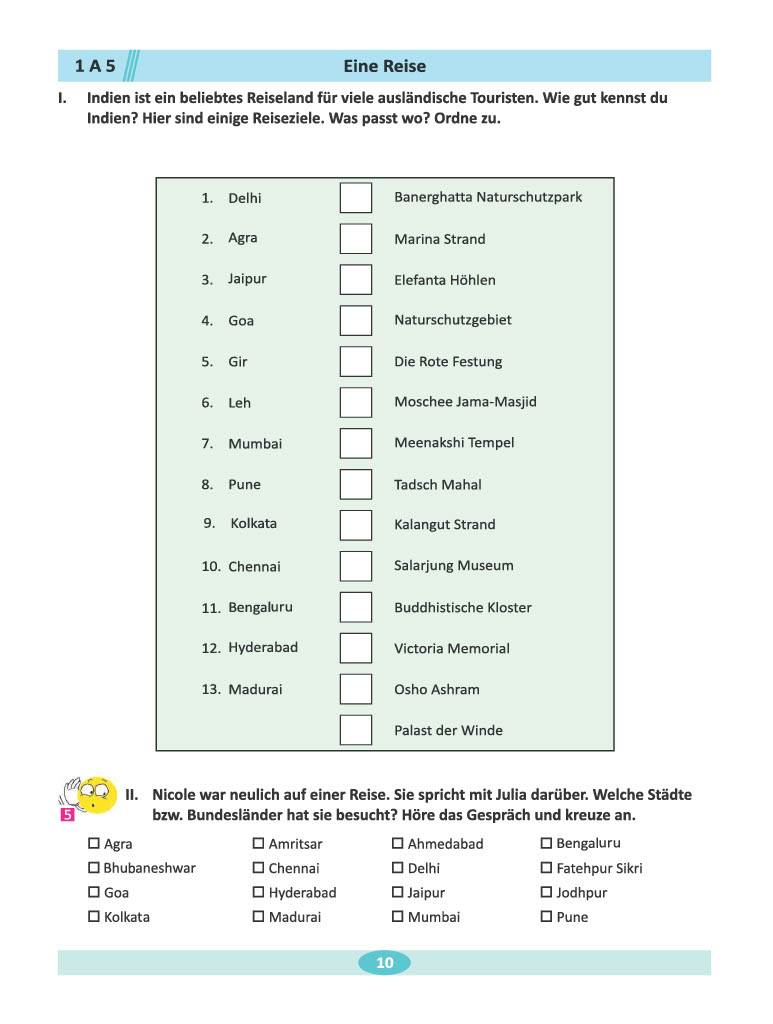 1 A 5 Eine Reise
I. Indien ist ein beliebtes Reiseland für viele ausländische Touristen. Wie gut kennst du
Indien? Hier sind einige Reiseziele. Was passt wo? Ordne zu.
1. Delhi Banerghatta Naturschutzpark
2. Agra Marina Strand
3. Jaipur Elefanta Höhlen
4. Goa Naturschutzgebiet
5. Gir Die Rote Festung
6. Leh Moschee Jama-Masjid
7. Mumbai Meenakshi Tempel
8. Pune Tadsch Mahal
9. Kolkata Kalangut Strand
10. Chennai Salarjung Museum
11. Bengaluru Buddhistische Kloster
12. Hyderabad Victoria Memorial
13. Madurai Osho Ashram
Palast der Winde
5 II. Nicole war neulich auf einer Reise. Sie spricht mit Julia darüber. Welche Städte
bzw. Bundesländer hat sie besucht? Höre das Gespräch und kreuze an.
Agra Amritsar Ahmedabad Bengaluru
Bhubaneshwar Chennai Delhi Fatehpur Sikri
Goa Hyderabad Jaipur Jodhpur
Kolkata Madurai Mumbai Pune
10